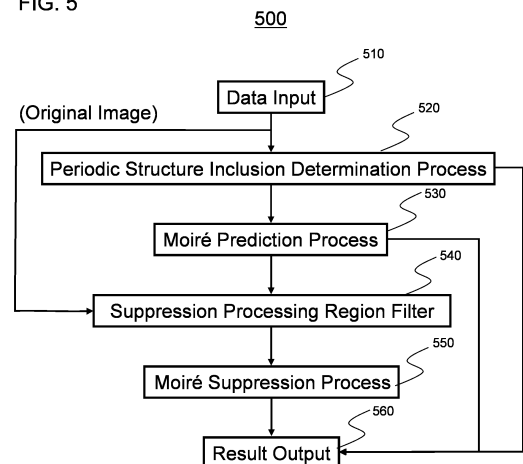 FIG. 5
500
510
Data Input
(Original Image)
520
Periodic Structure Inclusion Determination Process
530
Moiré Prediction Process
540
Suppression Processing Region Filter
550
Moiré Suppression Process
560
Result Output